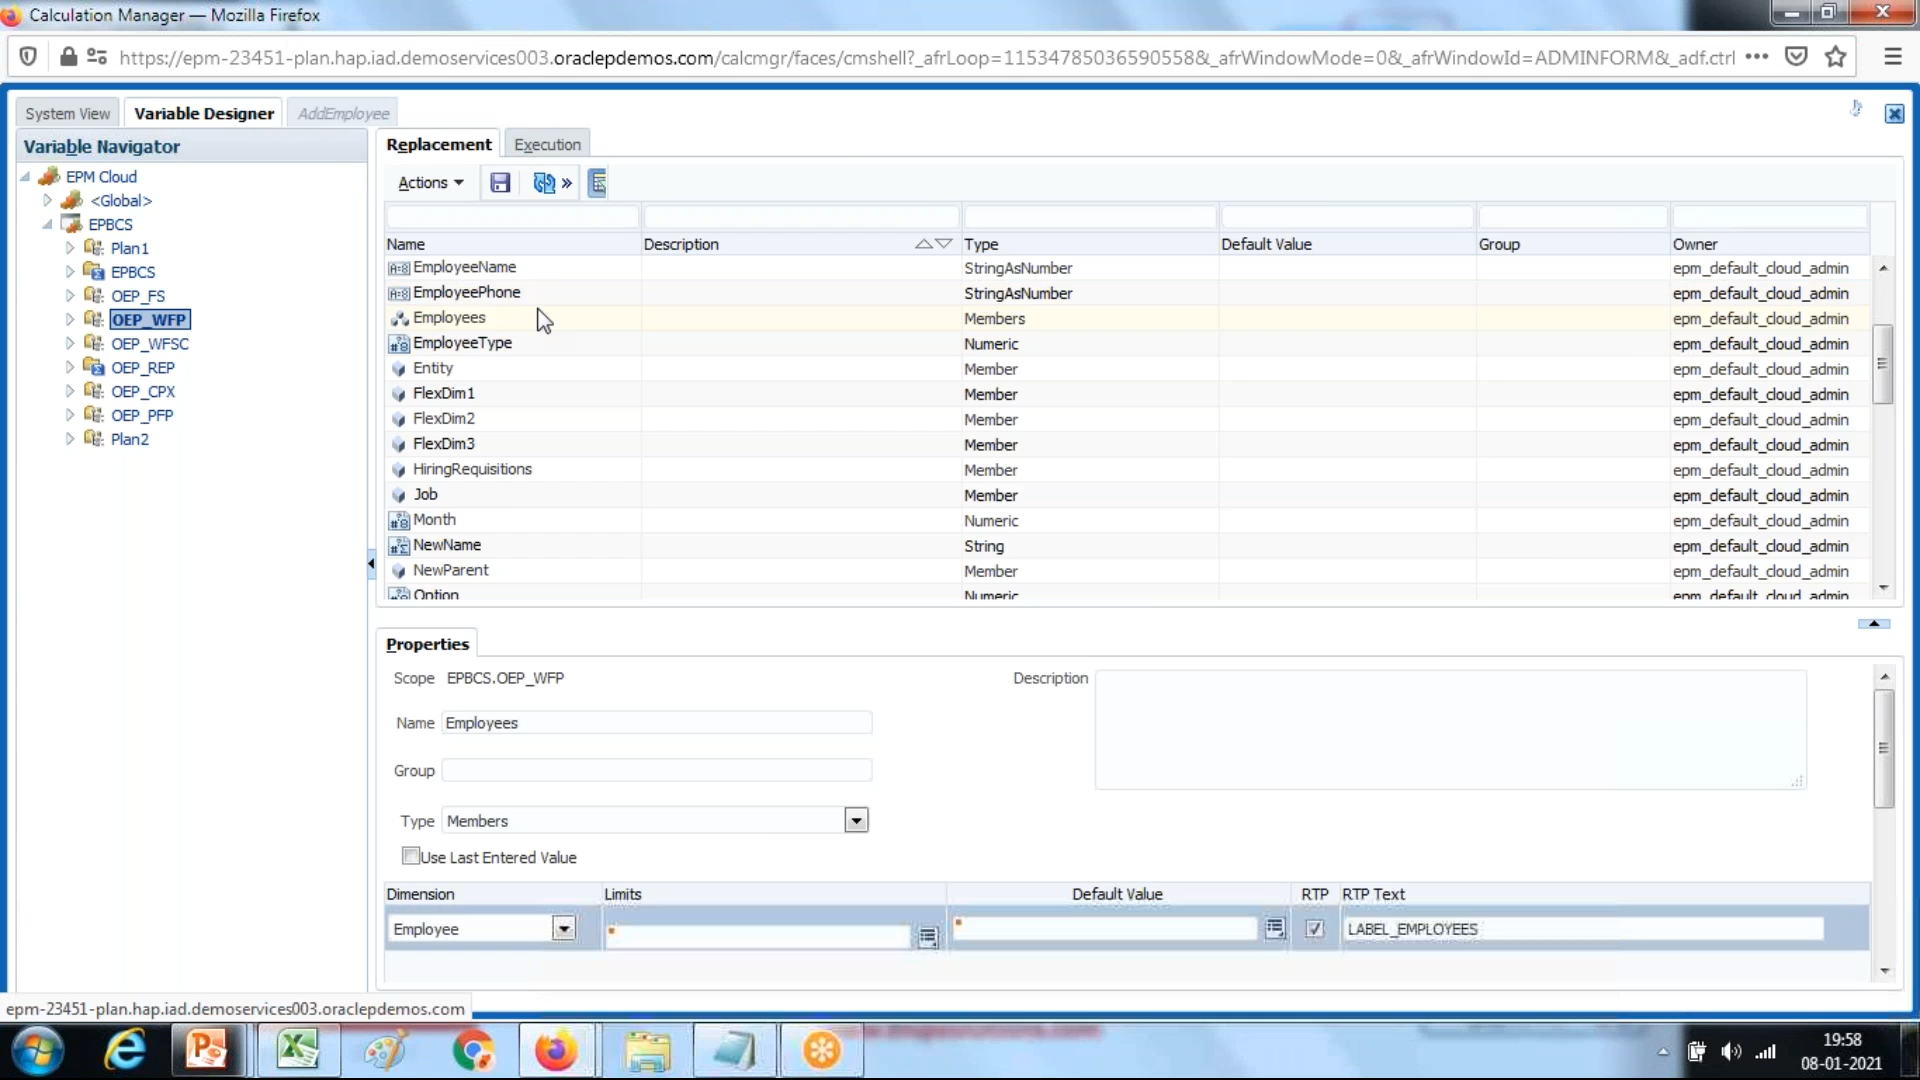 Calculation Manager — Mozilla Firefox
https://epm-23451-plan.hap.iad.demoservices003.oraclepdemos.com/calcmgr/faces/cmshell?_afrLoop=11534785036590558&_afrWindowMode=0&_afrWindowId=ADMINFORM&_adf.ctrl
System View Variable Designer AddEmployee
Variable Navigator
EPM Cloud
<Global>
EPBCS
Plan1
EPBCS
OEP_FS
OEP_WFP
OEP_WFSC
OEP_REP
OEP_CPX
OEP_PFP
Plan2
Replacement Execution
Actions
Name Description Type Default Value Group Owner
EmployeeName StringAsNumber epm_default_cloud_admin
EmployeePhone StringAsNumber epm_default_cloud_admin
Employees Members epm_default_cloud_admin
EmployeeType Numeric epm_default_cloud_admin
Entity Member epm_default_cloud_admin
FlexDim1 Member epm_default_cloud_admin
FlexDim2 Member epm_default_cloud_admin
FlexDim3 Member epm_default_cloud_admin
HiringRequisitions Member epm_default_cloud_admin
Job Member epm_default_cloud_admin
Month Numeric epm_default_cloud_admin
NewName String epm_default_cloud_admin
NewParent Member epm_default_cloud_admin
Option Numeric epm_default_cloud_admin
Properties
Scope EPBCS.OEP_WFP Description
Name Employees
Group
Type Members
Use Last Entered Value
Dimension Limits Default Value RTP RTP Text
Employee LABEL_EMPLOYEES
epm-23451-plan.hap.iad.demoservices003.oraclepdemos.com
19:58
08-01-2021